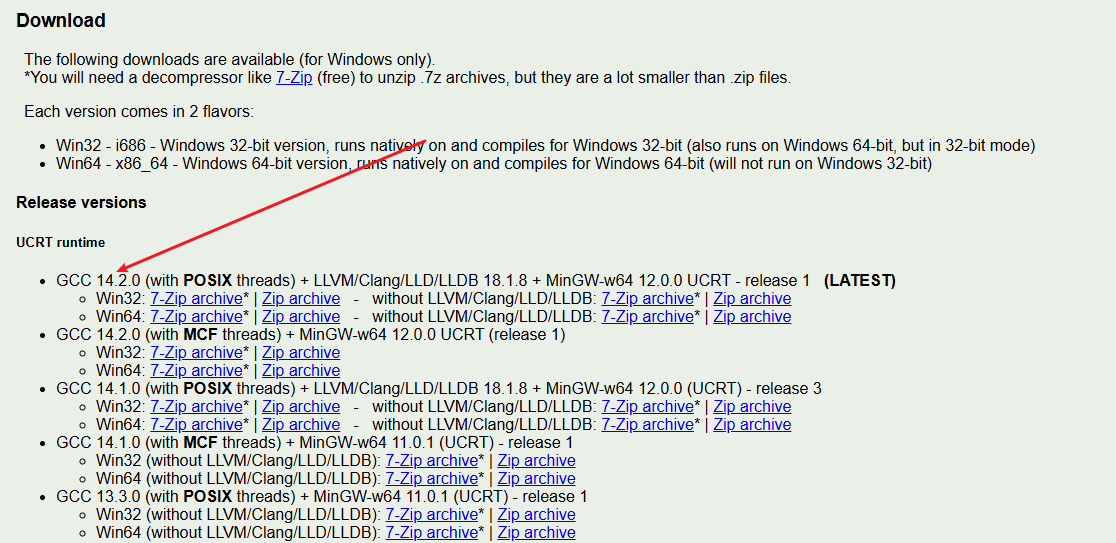 Download
The following downloads are available (for Windows only).
*You will need a decompressor like 7-Zip (free) to unzip .7z archives, but they are a lot smaller than .zip files.
Each version comes in 2 flavors:
• Win32 - i686 - Windows 32-bit version, runs natively on and compiles for Windows 32-bit (also runs on Windows 64-bit, but in 32-bit mode)
• Win64 - x86_64 - Windows 64-bit version, runs natively on and compiles for Windows 64-bit (will not run on Windows 32-bit)
Release versions
UCRT runtime
• GCC 14.2.0 (with POSIX threads) + LLVM/Clang/LLD/LLDB 18.1.8 + MinGW-w64 12.0.0 UCRT - release 1 (LATEST)
◦ Win32: 7-Zip archive* | Zip archive - without LLVM/Clang/LLD/LLDB: 7-Zip archive* | Zip archive
◦ Win64: 7-Zip archive* | Zip archive - without LLVM/Clang/LLD/LLDB: 7-Zip archive* | Zip archive
• GCC 14.2.0 (with MCF threads) + MinGW-w64 12.0.0 UCRT (release 1)
◦ Win32: 7-Zip archive* | Zip archive
◦ Win64: 7-Zip archive* | Zip archive
• GCC 14.1.0 (with POSIX threads) + LLVM/Clang/LLD/LLDB 18.1.8 + MinGW-w64 12.0.0 (UCRT) - release 3
◦ Win32: 7-Zip archive* | Zip archive - without LLVM/Clang/LLD/LLDB: 7-Zip archive* | Zip archive
◦ Win64: 7-Zip archive* | Zip archive - without LLVM/Clang/LLD/LLDB: 7-Zip archive* | Zip archive
• GCC 14.1.0 (with MCF threads) + MinGW-w64 11.0.1 (UCRT) - release 1
◦ Win32 (without LLVM/Clang/LLD/LLDB): 7-Zip archive* | Zip archive
◦ Win64 (without LLVM/Clang/LLD/LLDB): 7-Zip archive* | Zip archive
• GCC 13.3.0 (with POSIX threads) + MinGW-w64 11.0.1 (UCRT) - release 1
◦ Win32 (without LLVM/Clang/LLD/LLDB): 7-Zip archive* | Zip archive
◦ Win64 (without LLVM/Clang/LLD/LLDB): 7-Zip archive* | Zip archive